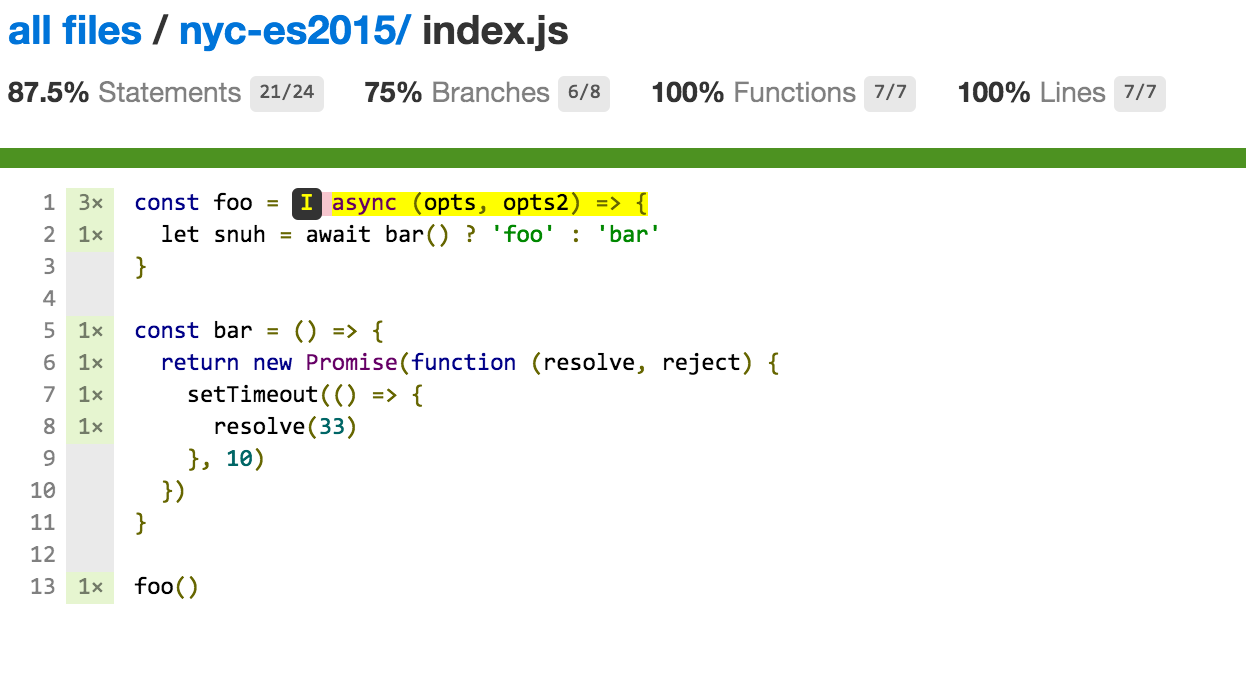 all files / nyc-es2015/ index.js
87.5% Statements 21/24 75% Branches 6/8 100% Functions 7/7 100% Lines 7/7
1 3× const foo = I async (opts, opts2) => {
2 1×   let snuh = await bar() ? 'foo' : 'bar'
3 }
4
5 1× const bar = () => {
6 1×   return new Promise(function (resolve, reject) {
7 1×     setTimeout(() => {
8 1×       resolve(33)
9     }, 10)
10   })
11 }
12
13 1× foo()